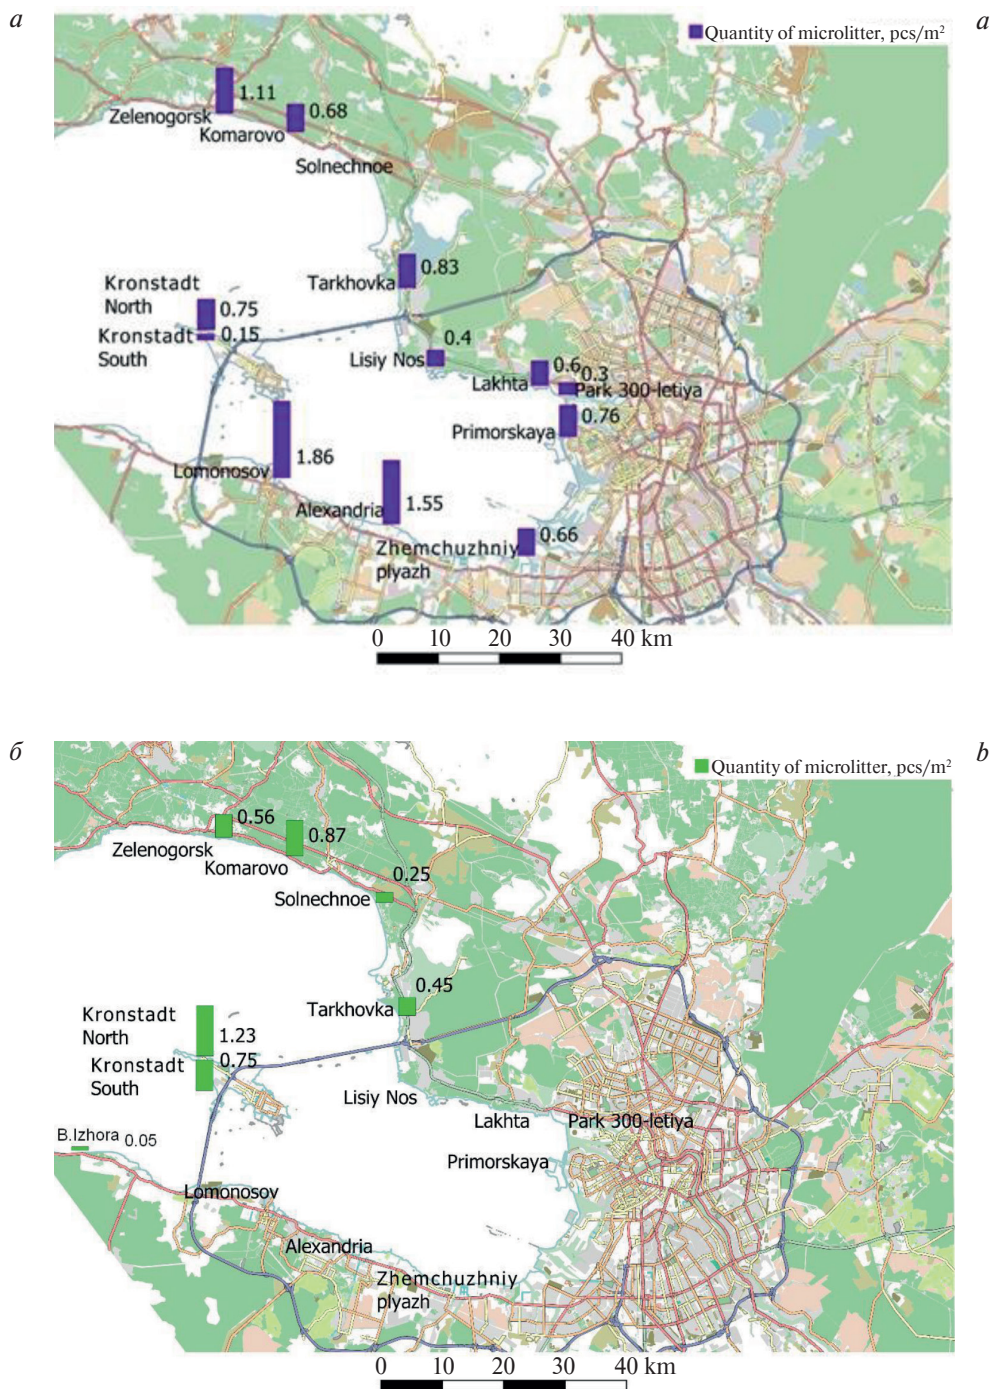 а
a
Quantity of microlitter, pcs/m²
1.11
Zelenogorsk
0.68
Komarovo
Solnechnoe
0.83
Tarkhovka
Kronstadt
North
0.75
Kronstadt
South
0.15
0.4
Lisiy Nos
0.6
Lakhta
0.3
Park 300-letiya
0.76
Primorskaya
1.86
Lomonosov
1.55
Alexandria
0.66
Zhemchuzhniy
plyazh
0 10 20 30 40 km
б
b
Quantity of microlitter, pcs/m²
0.56
Zelenogorsk
0.87
Komarovo
0.25
Solnechnoe
0.45
Tarkhovka
Kronstadt
North
1.23
Kronstadt
South
0.75
Lisiy Nos
Lakhta
Park 300-letiya
B.Izhora 0.05
Primorskaya
Lomonosov
Alexandria
Zhemchuzhniy
plyazh
0 10 20 30 40 km